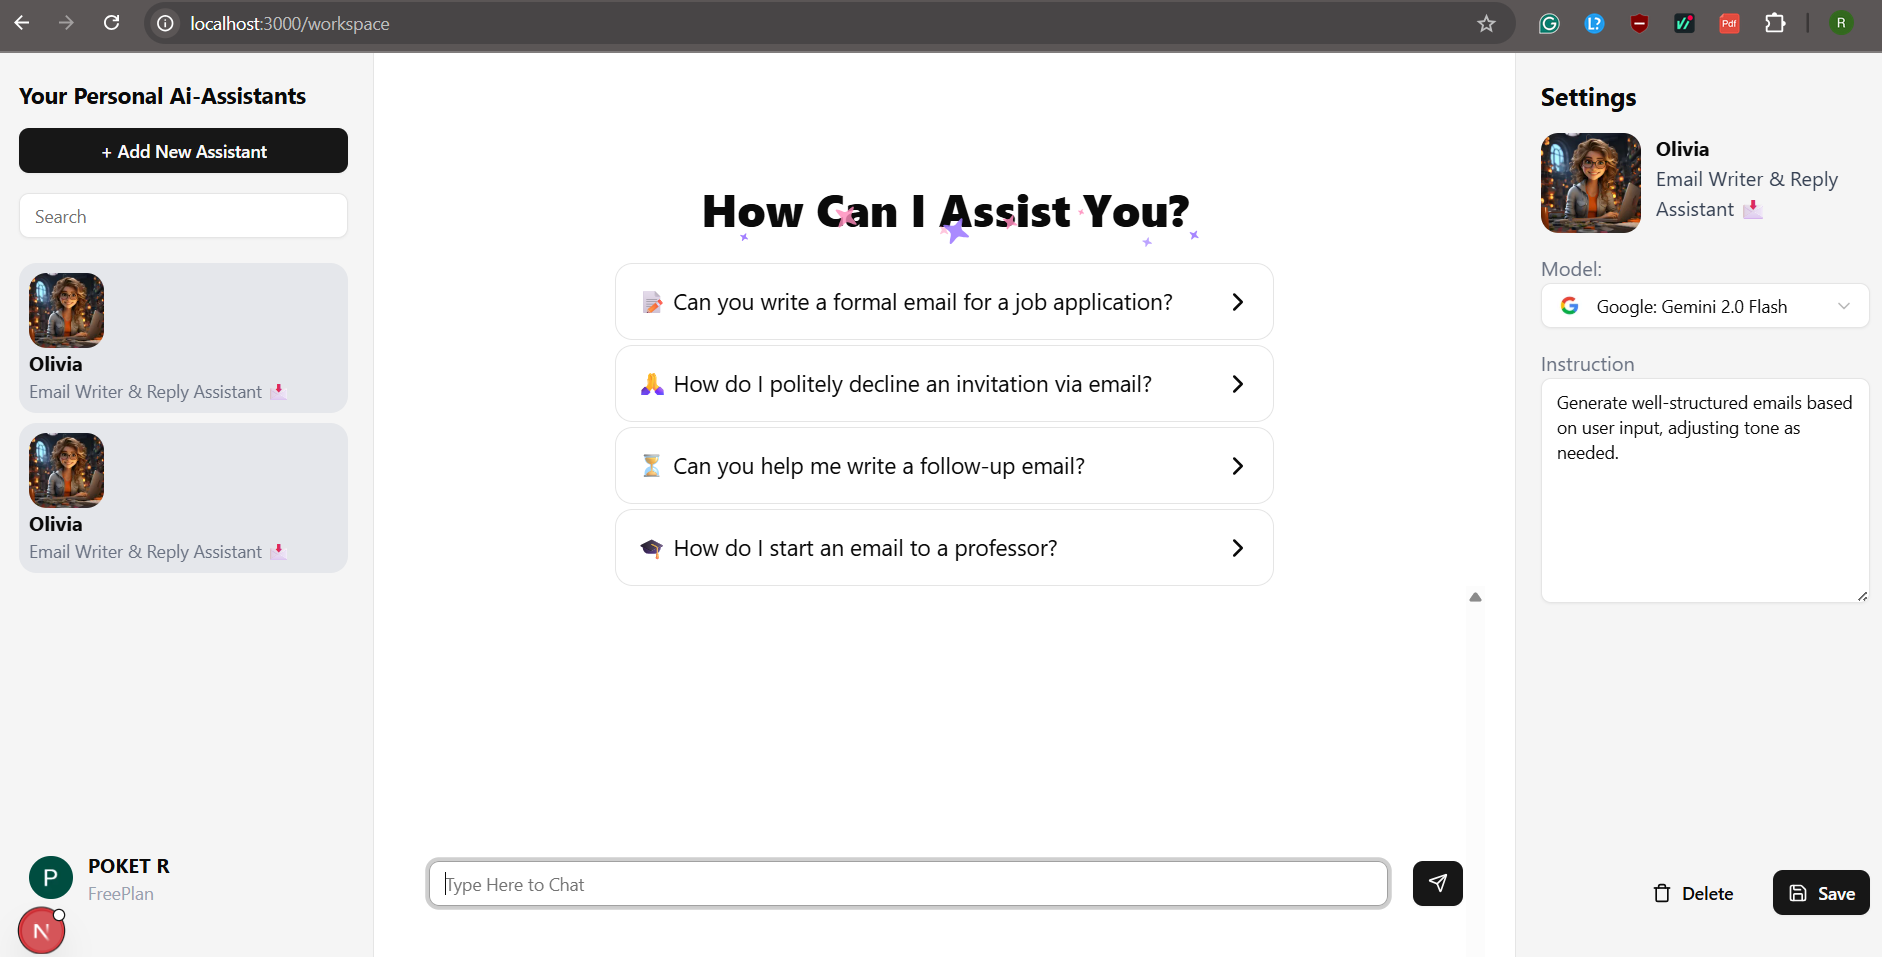 localhost:3000/workspace
Pdf
R
Your Personal Ai-Assistants
+ Add New Assistant
Search
Olivia
Email Writer & Reply Assistant
Olivia
Email Writer & Reply Assistant
P
POKET R
FreePlan
N
How Can I Assist You?
Can you write a formal email for a job application?
How do I politely decline an invitation via email?
Can you help me write a follow-up email?
How do I start an email to a professor?
Type Here to Chat
Settings
Olivia
Email Writer & Reply
Assistant
Model:
Google: Gemini 2.0 Flash
Instruction
Generate well-structured emails based
on user input, adjusting tone as
needed.
Delete
Save